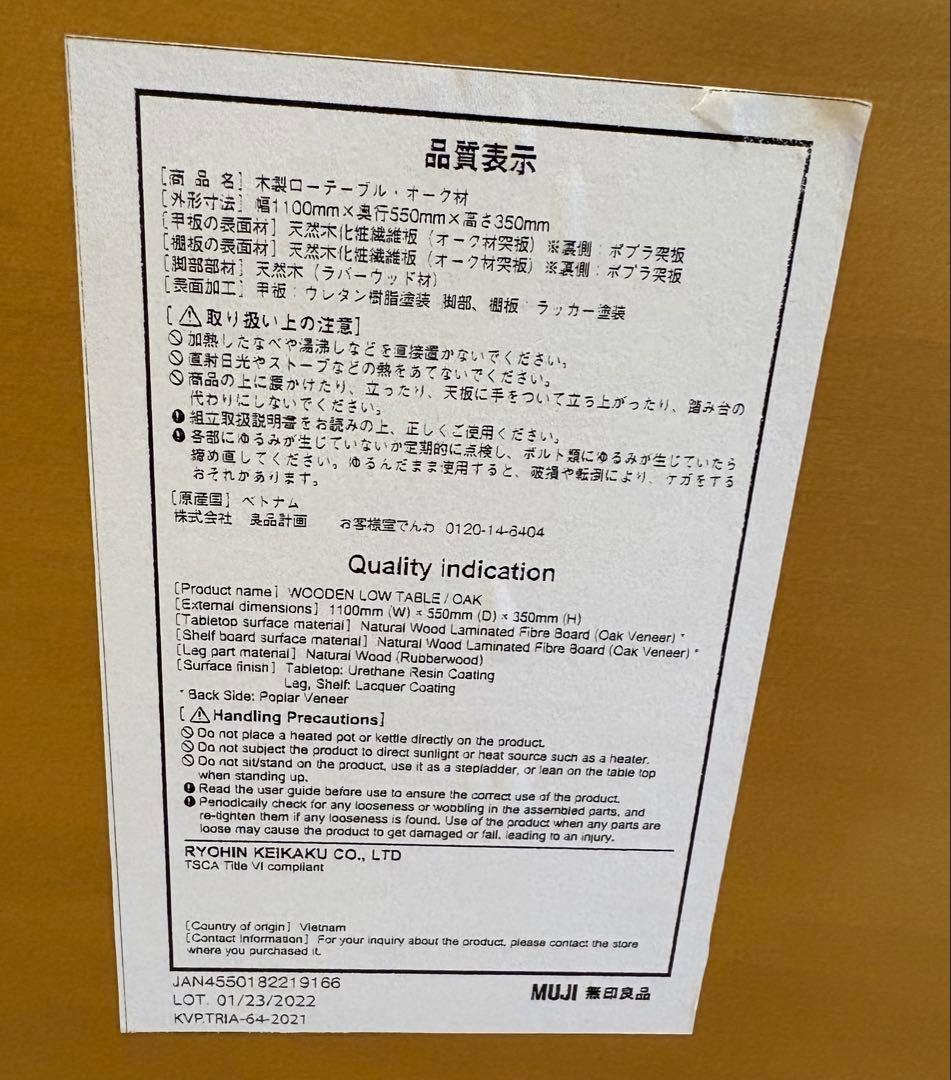 品質表示
[商 品 名] 木製ローテーブル・オーク材
[外形寸法] 幅1100mm×奥行550mm×高さ350mm
[甲板の表面材] 天然木化粧繊維板（オーク材突板）※裏側：ポプラ突板
[棚板の表面材] 天然木化粧繊維板（オーク材突板）※裏側：ポプラ突板
[脚部部材] 天然木（ラバーウッド材）
[表面加工] 甲板：ウレタン樹脂塗装 脚部、棚板：ラッカー塗装
[⚠取り扱い上の注意]
加熱したなべや湯沸しなどを直接置かないでください。
直射日光やストーブなどの熱をあてないでください。
商品の上に腰かけたり、立ったり、天板に手をついて立ち上がったり、踏み台の
代わりにしないでください。
組立取扱説明書をお読みの上、正しくご使用ください。
各部にゆるみが生じていないか定期的に点検し、ボルト類にゆるみが生じていたら
締め直してください。ゆるんだまま使用すると、破損や転倒により、ケガをする
おそれがあります。
[原産国] ベトナム
株式会社 良品計画 お客様室でんわ 0120-14-6404
Quality indication
[Product name] WOODEN LOW TABLE / OAK
[External dimensions] 1100mm (W) × 550mm (D) × 350mm (H)
[Tabletop surface material] Natural Wood Laminated Fibre Board (Oak Veneer) *
[Shelf board surface material] Natural Wood Laminated Fibre Board (Oak Veneer) *
[Leg part material] Natural Wood (Rubberwood)
[Surface finish] Tabletop: Urethane Resin Coating
Leg, Shelf: Lacquer Coating
* Back Side: Poplar Veneer
[⚠Handling Precautions]
Do not place a heated pot or kettle directly on the product.
Do not subject the product to direct sunlight or heat source such as a heater.
Do not sit/stand on the product, use it as a stepladder, or lean on the table top
when standing up.
Read the user guide before use to ensure the correct use of the product.
Periodically check for any looseness or wobbling in the assembled parts, and
re-tighten them if any looseness is found. Use of the product when any parts are
loose may cause the product to get damaged or fall, leading to an injury.
RYOHIN KEIKAKU CO., LTD
TSCA Title VI compliant
[Country of origin] Vietnam
[Contact Information] For your inquiry about the product, please contact the store
where you purchased it.
JAN4550182219166
LOT. 01/23/2022
KVP.TRIA-64-2021
MUJI 無印良品